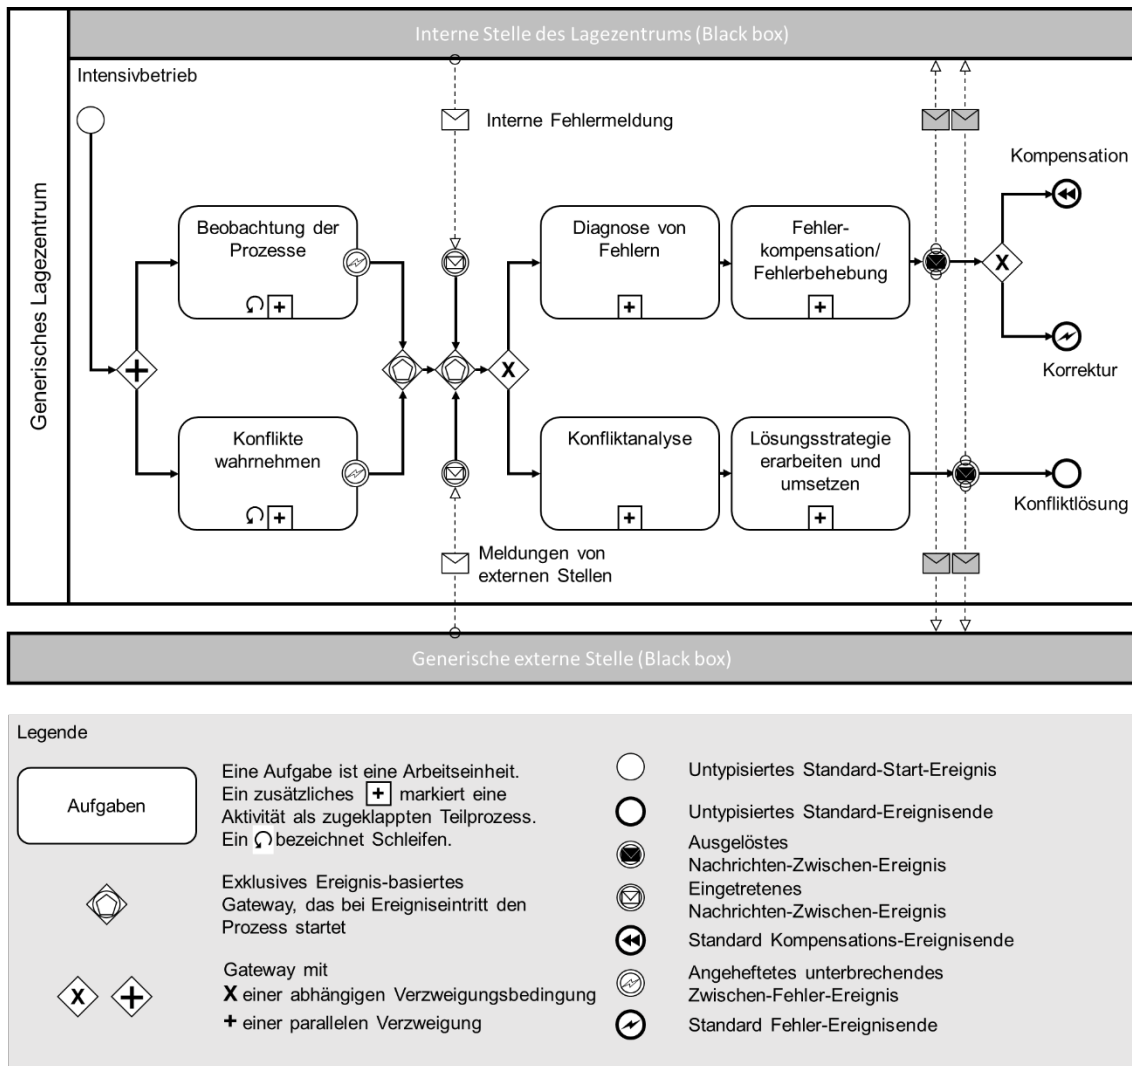 Interne Stelle des Lagezentrums (Black box)
Generisches Lagezentrum
Intensivbetrieb
Interne Fehlermeldung
Kompensation
Beobachtung der
Prozesse
Diagnose von
Fehlern
Fehler-
kompensation/
Fehlerbehebung
X
X
Korrektur
Konflikte
wahrnehmen
Konfliktanalyse
Lösungsstrategie
erarbeiten und
umsetzen
Konfliktlösung
Meldungen von
externen Stellen
Generische externe Stelle (Black box)
Legende
Aufgaben
Eine Aufgabe ist eine Arbeitseinheit.
Ein zusätzliches + markiert eine
Aktivität als zugeklappten Teilprozess.
Ein bezeichnet Schleifen.
Exklusives Ereignis-basiertes
Gateway, das bei Ereigniseintritt den
Prozess startet
X
Gateway mit
X einer abhängigen Verzweigungsbedingung
+ einer parallelen Verzweigung
Untypisiertes Standard-Start-Ereignis
Untypisiertes Standard-Ereignisende
Ausgelöstes
Nachrichten-Zwischen-Ereignis
Eingetretenes
Nachrichten-Zwischen-Ereignis
Standard Kompensations-Ereignisende
Angeheftetes unterbrechendes
Zwischen-Fehler-Ereignis
Standard Fehler-Ereignisende